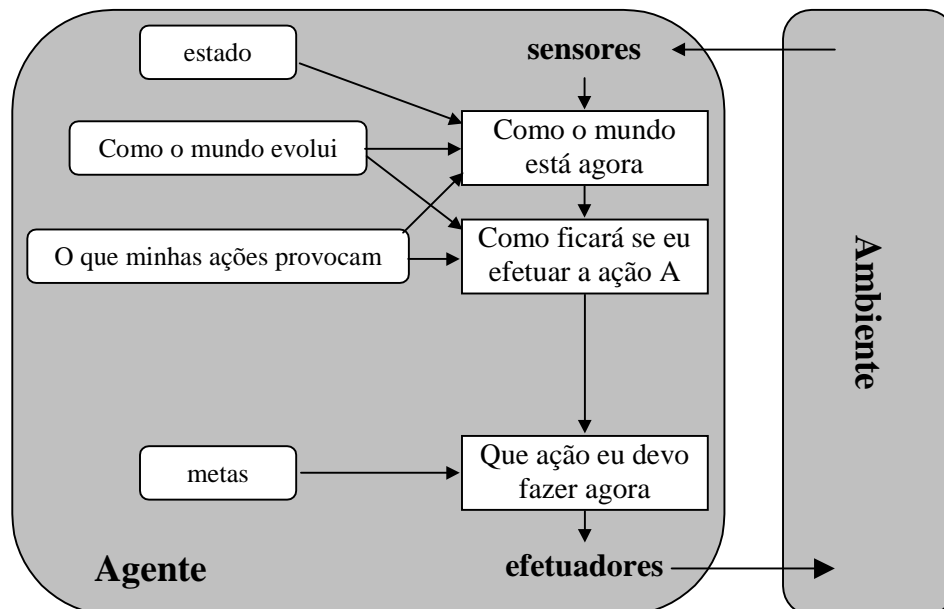 estado
sensores
Como o mundo
está agora
Como o mundo evolui
Como ficará se eu
efetuar a ação A
O que minhas ações provocam
Ambiente
metas
Que ação eu devo
fazer agora
Agente
efetuadores